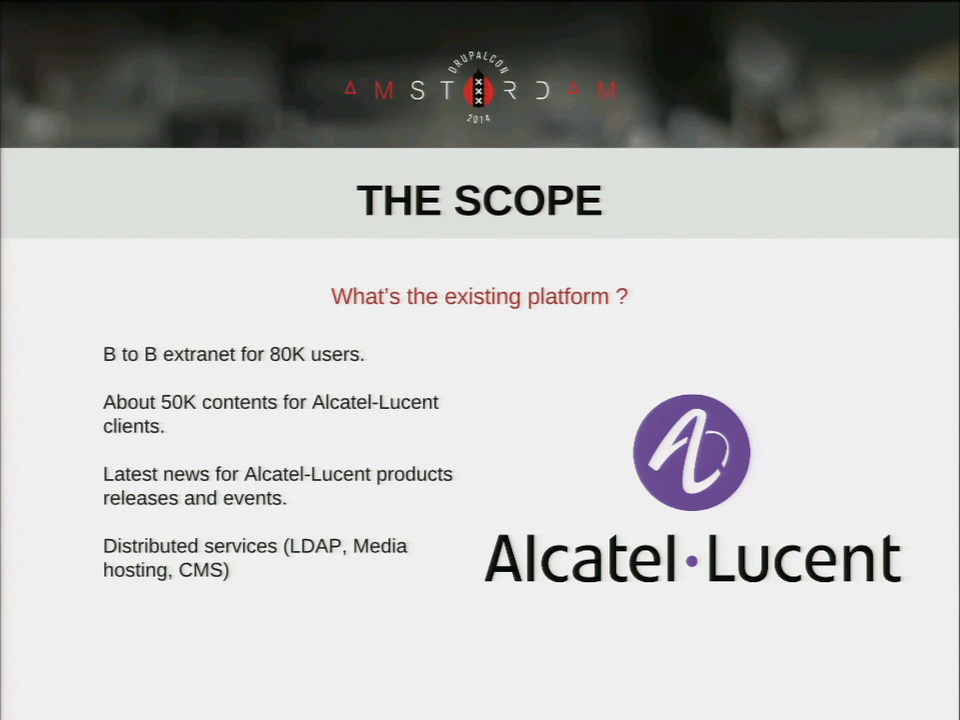 DRUPALCON
AMSTERDAM
2014
THE SCOPE
What's the existing platform ?
B to B extranet for 80K users.
About 50K contents for Alcatel-Lucent
clients.
Latest news for Alcatel-Lucent products
releases and events.
Distributed services (LDAP, Media
hosting, CMS)
Alcatel·Lucent